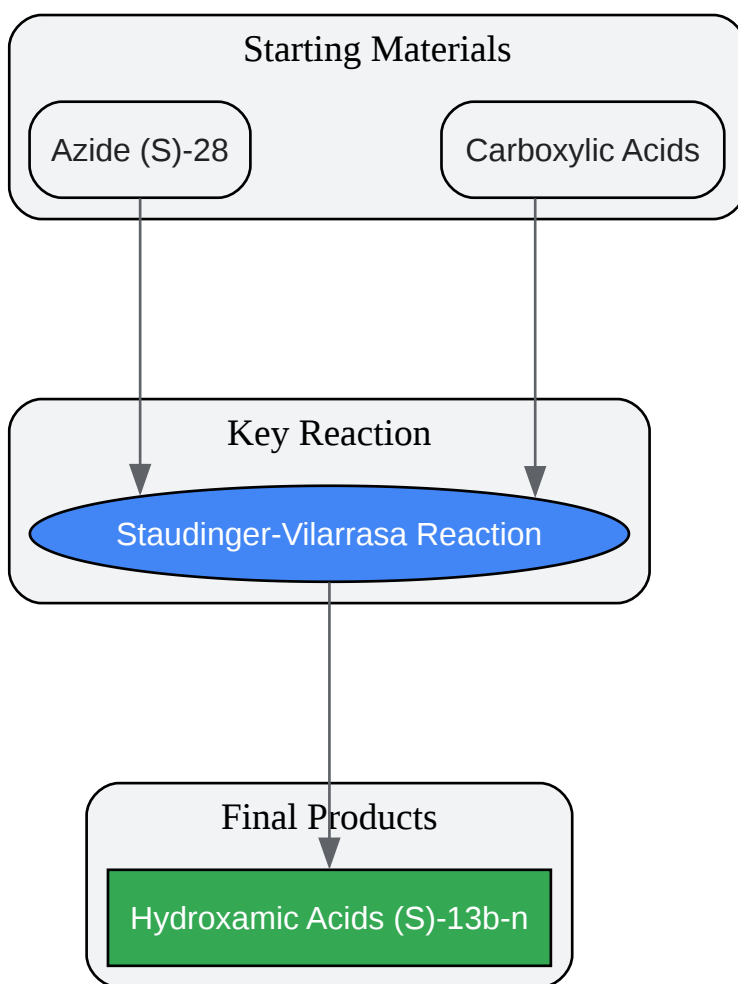 Starting Materials
Azide (S)-28
Carboxylic Acids
Key Reaction
Staudinger-Vilarrasa Reaction
Final Products
Hydroxamic Acids (S)-13b-n